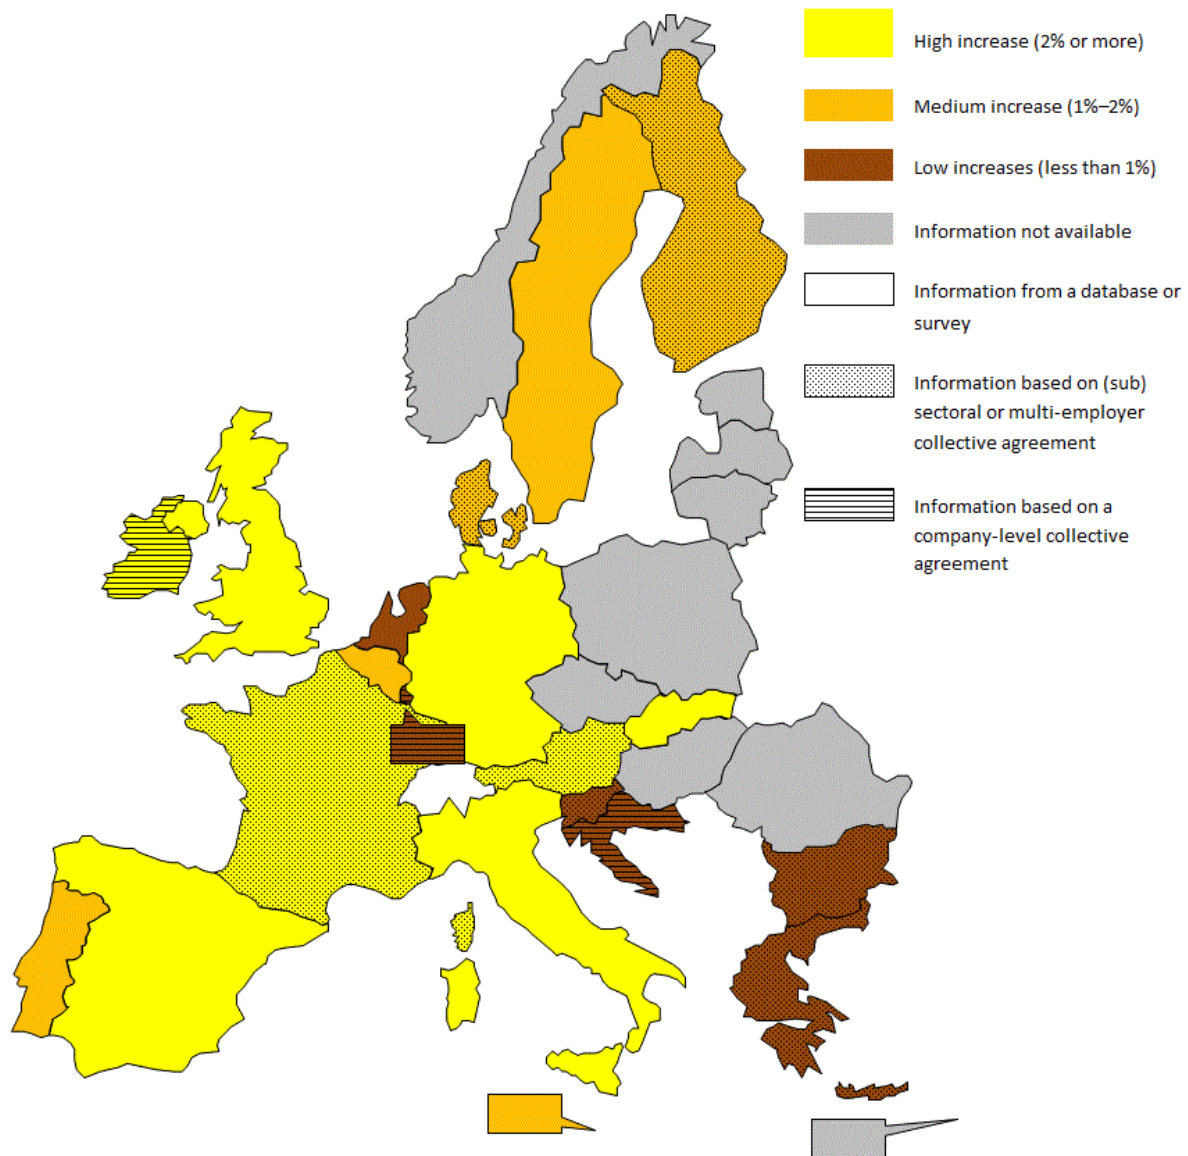 High increase (2% or more)
Medium increase (1%–2%)
Low increases (less than 1%)
Information not available
Information from a database or
survey
Information based on (sub)
sectoral or multi-employer
collective agreement
Information based on a
company-level collective
agreement